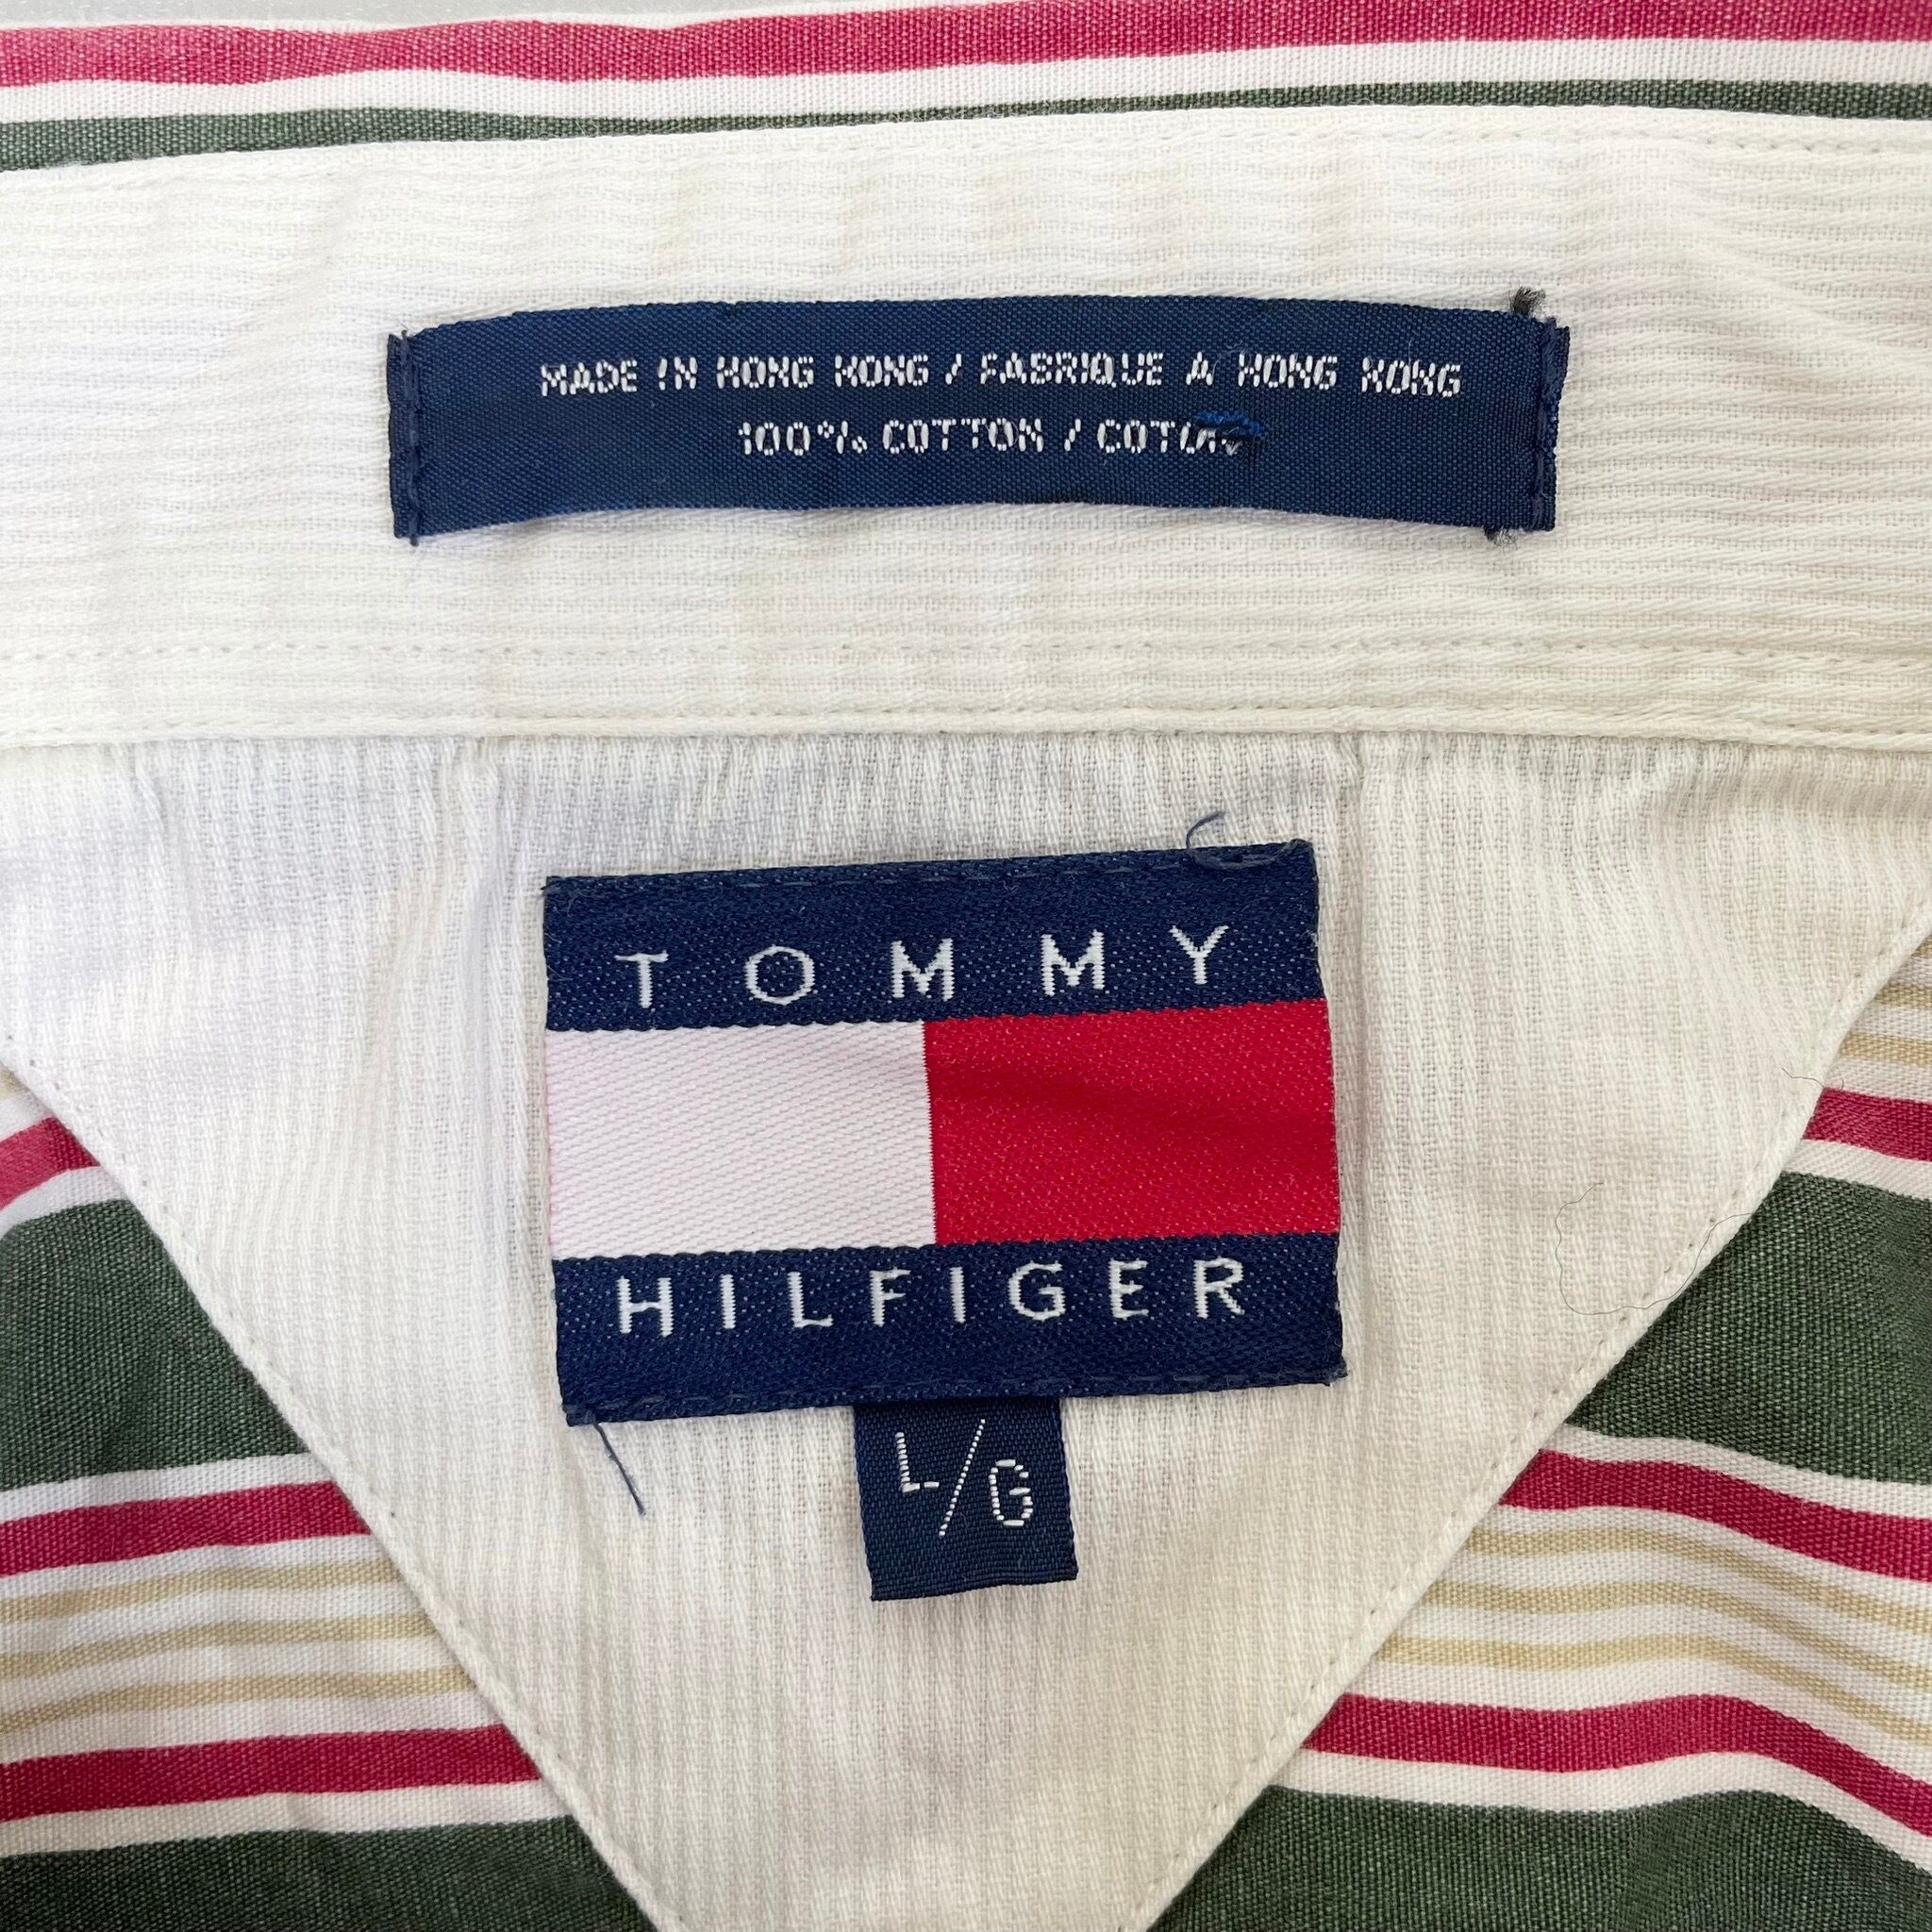 MADE IN HONG KONG / FABRIQUE A HONG KONG
100% COTTON / COTON
TOMMY
HILFIGER
L/G